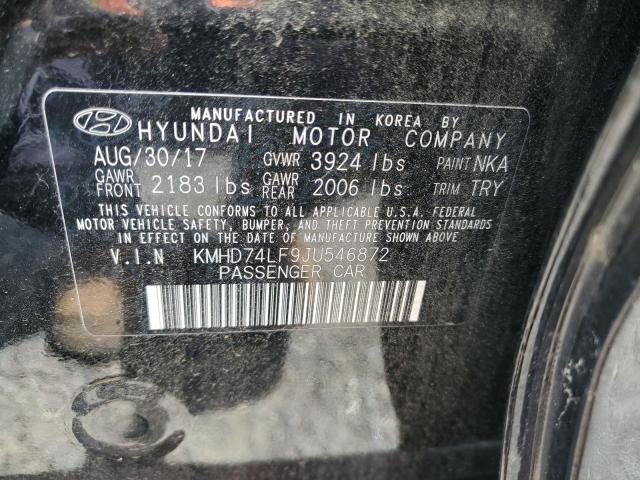 MANUFACTURED IN KOREA BY
HYUNDAI MOTOR COMPANY
AUG/30/17 GVWR 3924 lbs PAINT NKA
GAWR FRONT 2183 lbs GAWR REAR 2006 lbs TRIM TRY
THIS VEHICLE CONFORMS TO ALL APPLICABLE U.S.A. FEDERAL
MOTOR VEHICLE SAFETY, BUMPER, AND THEFT PREVENTION STANDARDS
IN EFFECT ON THE DATE OF MANUFACTURE SHOWN ABOVE.
V.I.N KMHD74LF9JU546872
PASSENGER CAR